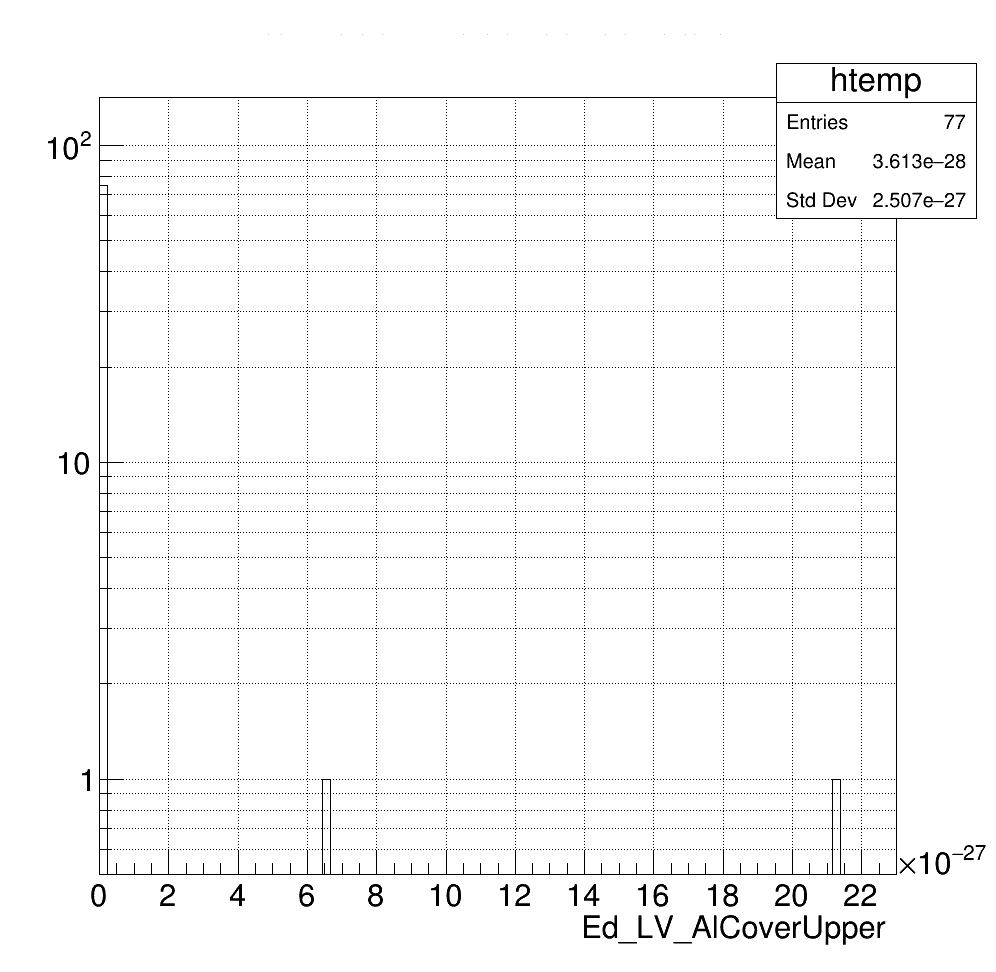 htemp
Entries 77
Mean 3.613e–28
Std Dev 2.507e–27
10²
10
1
0 2 4 6 8 10 12 14 16 18 20 22
×10⁻²⁷
Ed_LV_AlCoverUpper